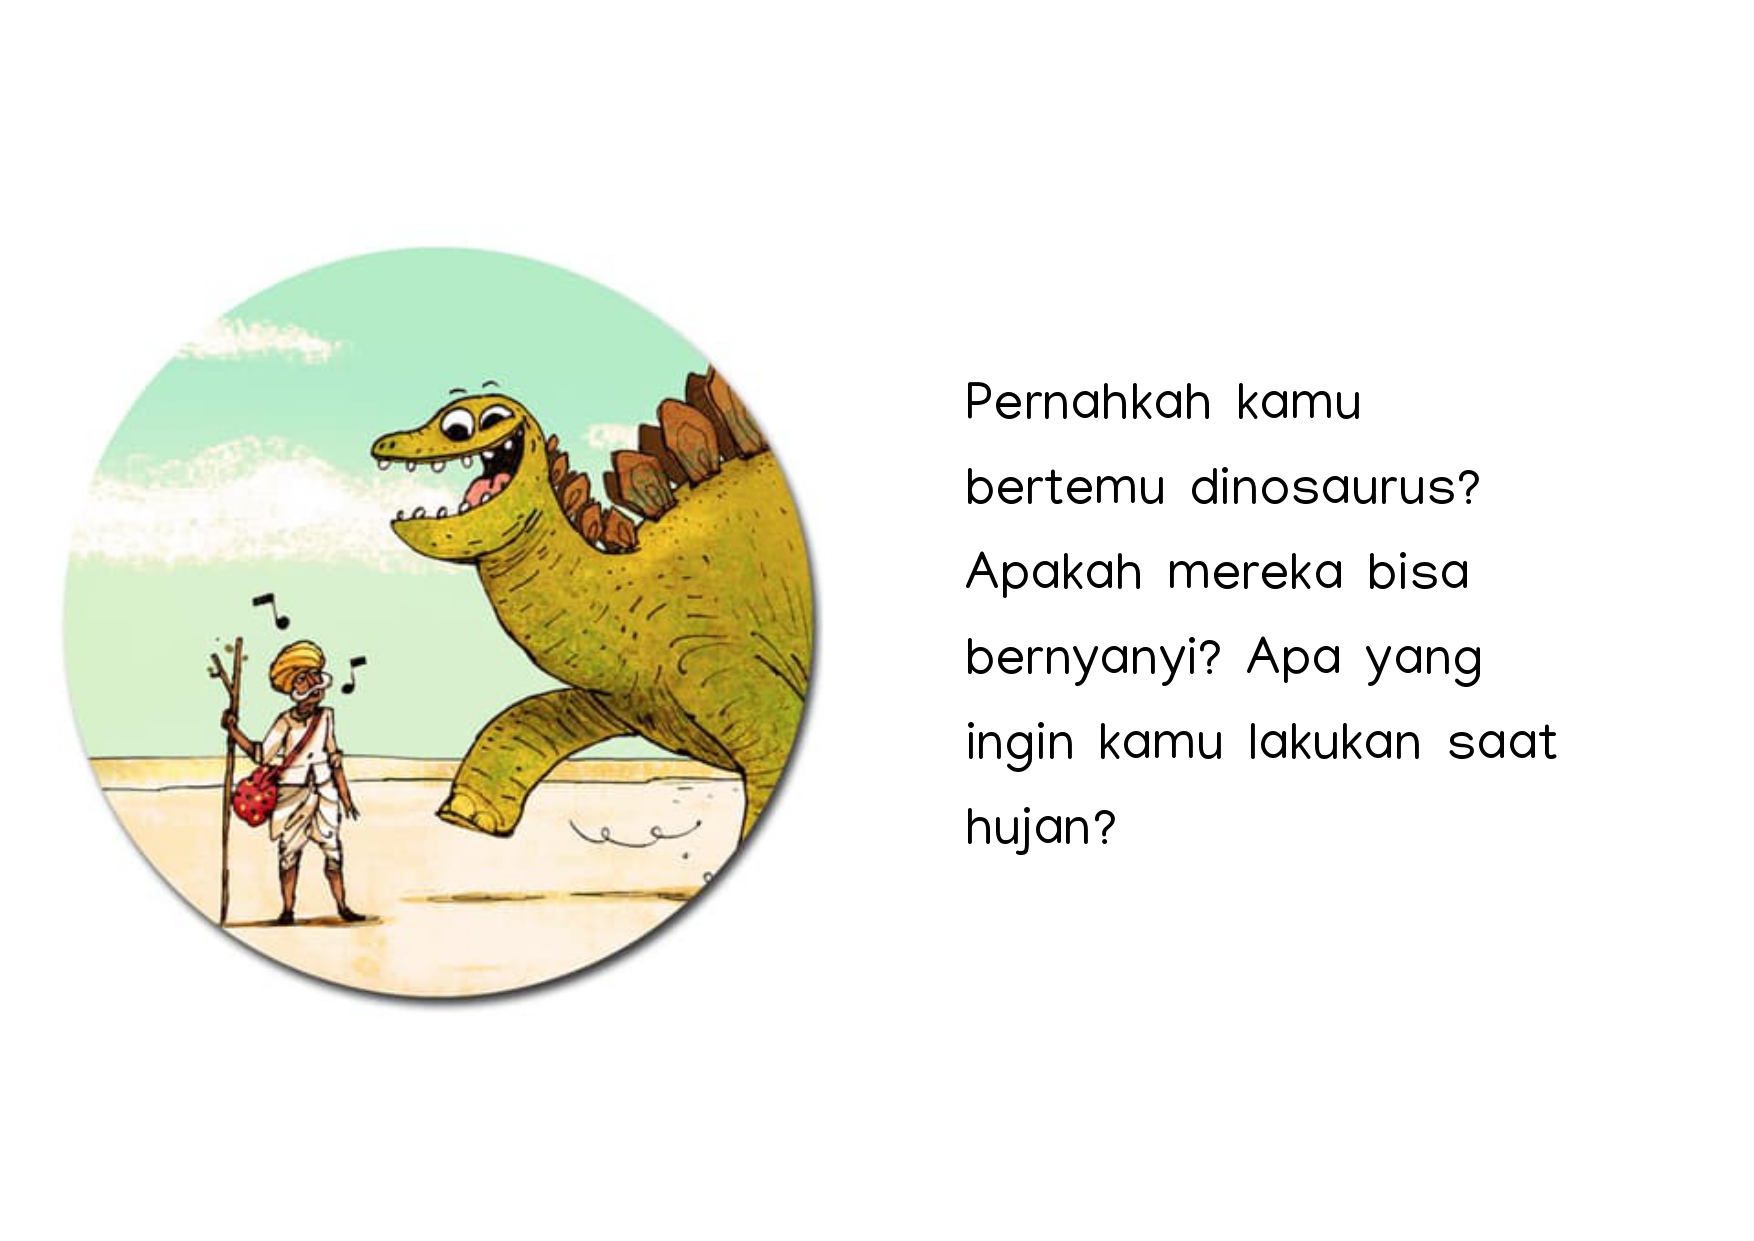 Pernahkah kamu
bertemu dinosaurus?
Apakah mereka bisa
bernyanyi? Apa yang
ingin kamu lakukan saat
hujan?